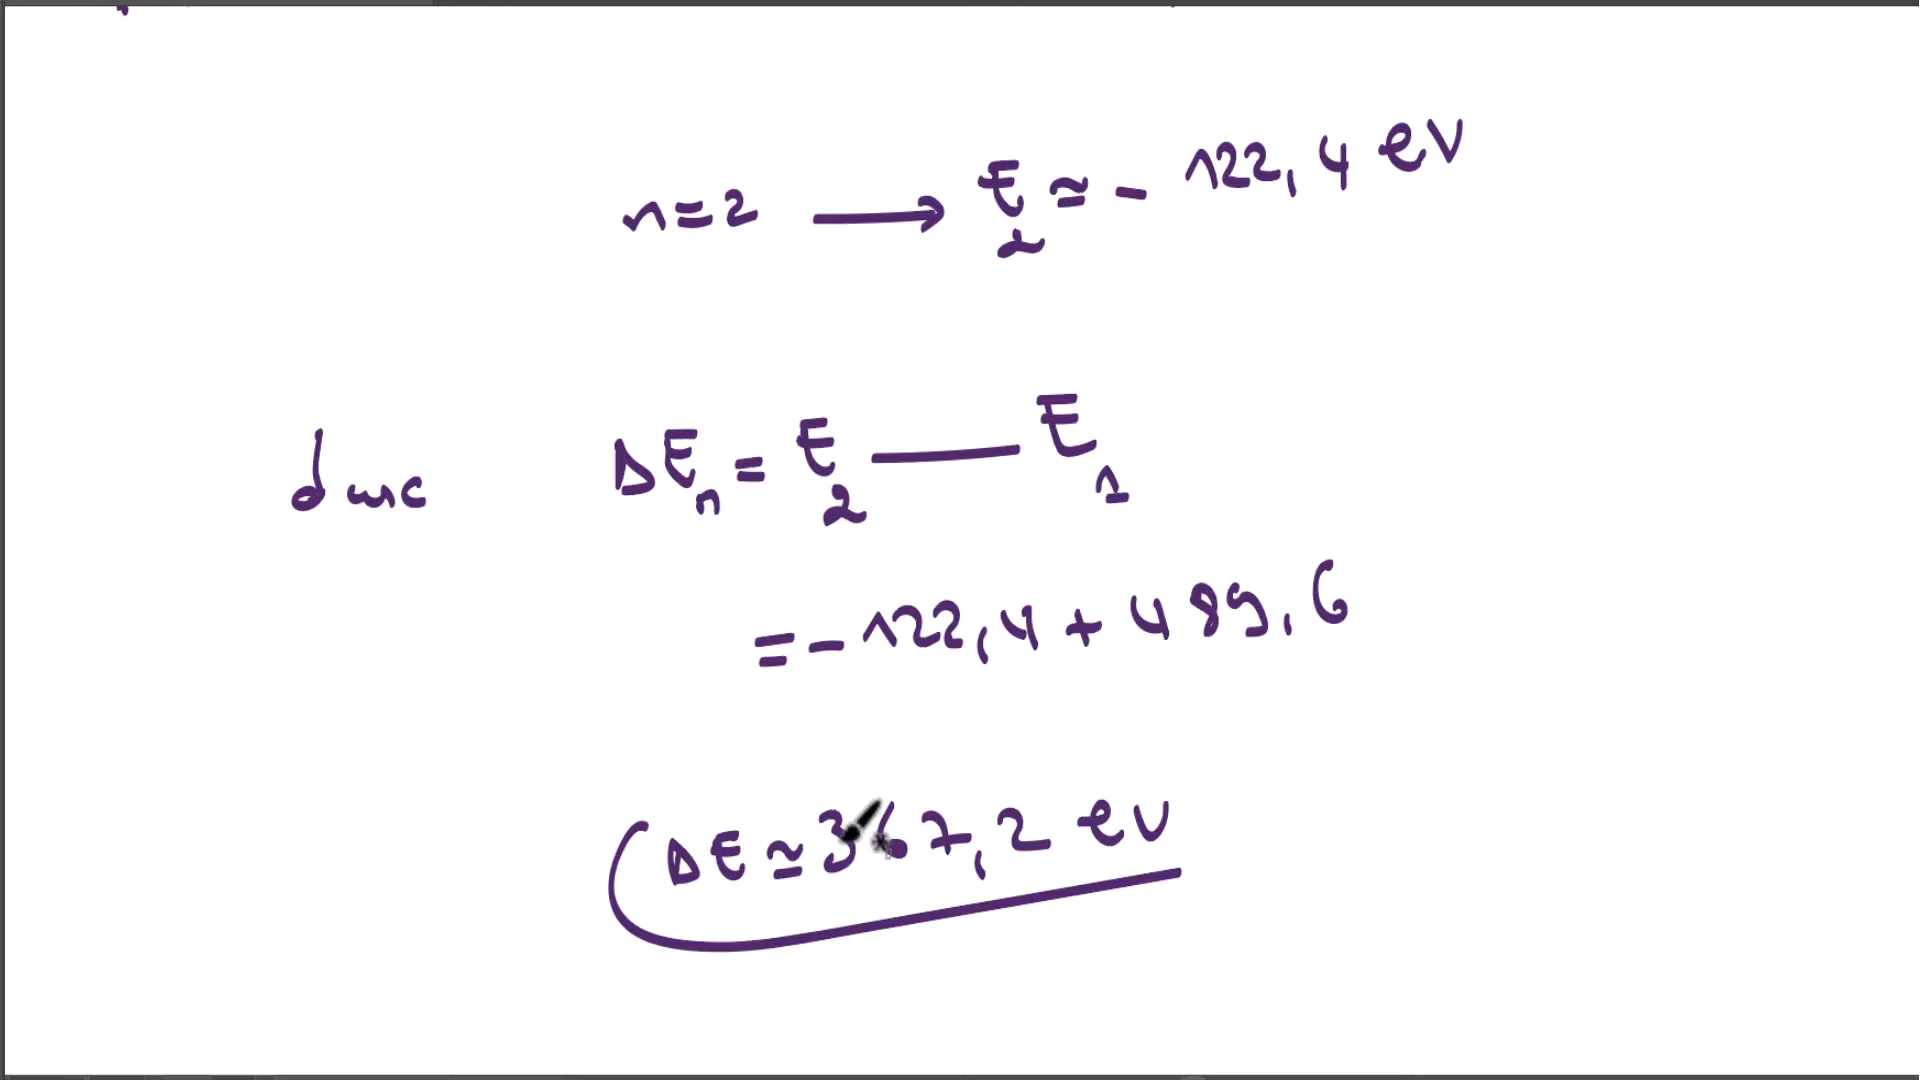 n=2 ⟶ E₂ ≃ - 122,4 eV
donc ΔEₙ = E₂ — E₁
= - 122,4 + 489,6
ΔE ≃ 367,2 eV